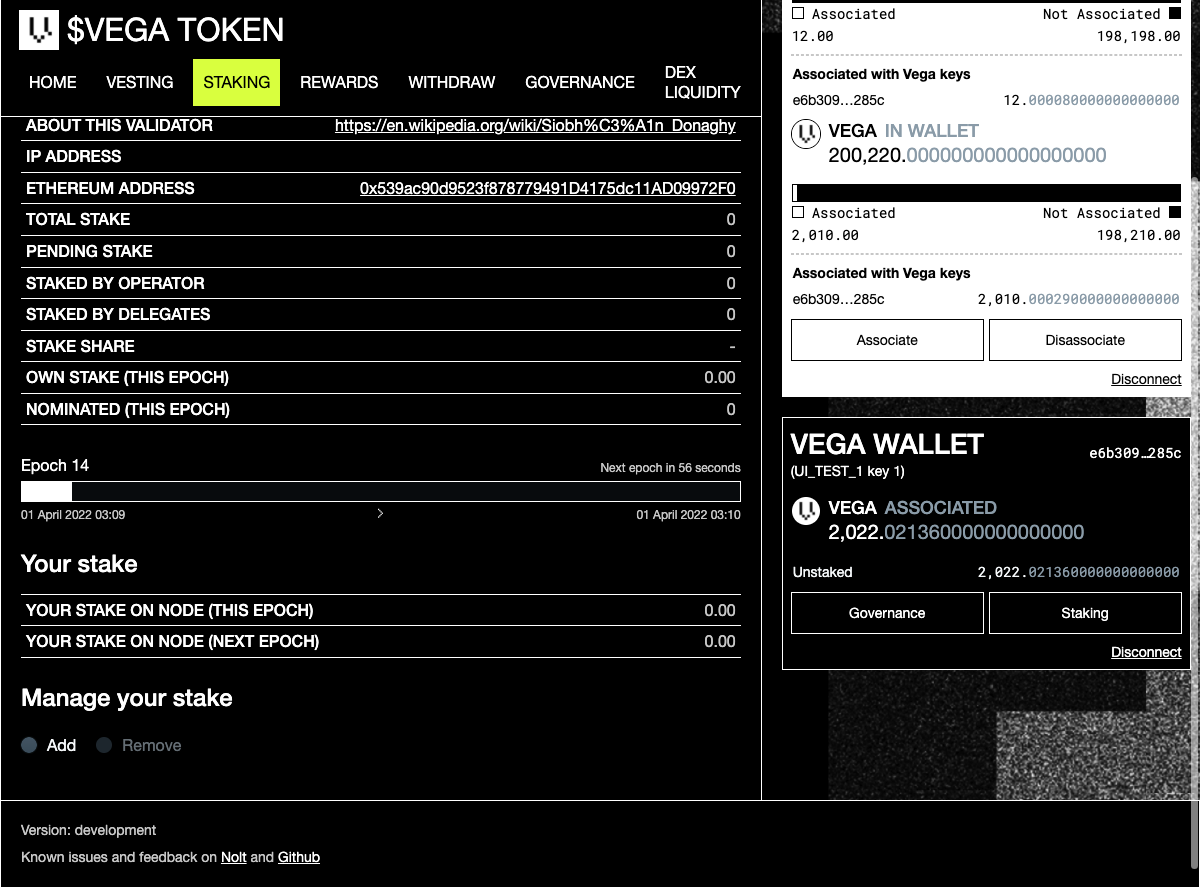 $VEGA TOKEN
HOME VESTING STAKING REWARDS WITHDRAW GOVERNANCE DEX LIQUIDITY
ABOUT THIS VALIDATOR https://en.wikipedia.org/wiki/Siobh%C3%A1n_Donaghy
IP ADDRESS
ETHEREUM ADDRESS 0x539ac90d9523f878779491D4175dc11AD09972F0
TOTAL STAKE 0
PENDING STAKE 0
STAKED BY OPERATOR 0
STAKED BY DELEGATES 0
STAKE SHARE -
OWN STAKE (THIS EPOCH) 0.00
NOMINATED (THIS EPOCH) 0
Epoch 14 Next epoch in 56 seconds
01 April 2022 03:09 > 01 April 2022 03:10
Your stake
YOUR STAKE ON NODE (THIS EPOCH) 0.00
YOUR STAKE ON NODE (NEXT EPOCH) 0.00
Manage your stake
Add Remove
Associated Not Associated
12.00 198,198.00
Associated with Vega keys
e6b309...285c 12.000080000000000000
VEGA IN WALLET
200,220.000000000000000000
Associated Not Associated
2,010.00 198,210.00
Associated with Vega keys
e6b309...285c 2,010.000290000000000000
Associate Disassociate
Disconnect
VEGA WALLET e6b309…285c
(UI_TEST_1 key 1)
VEGA ASSOCIATED
2,022.021360000000000000
Unstaked 2,022.021360000000000000
Governance Staking
Disconnect
Version: development
Known issues and feedback on Nolt and Github